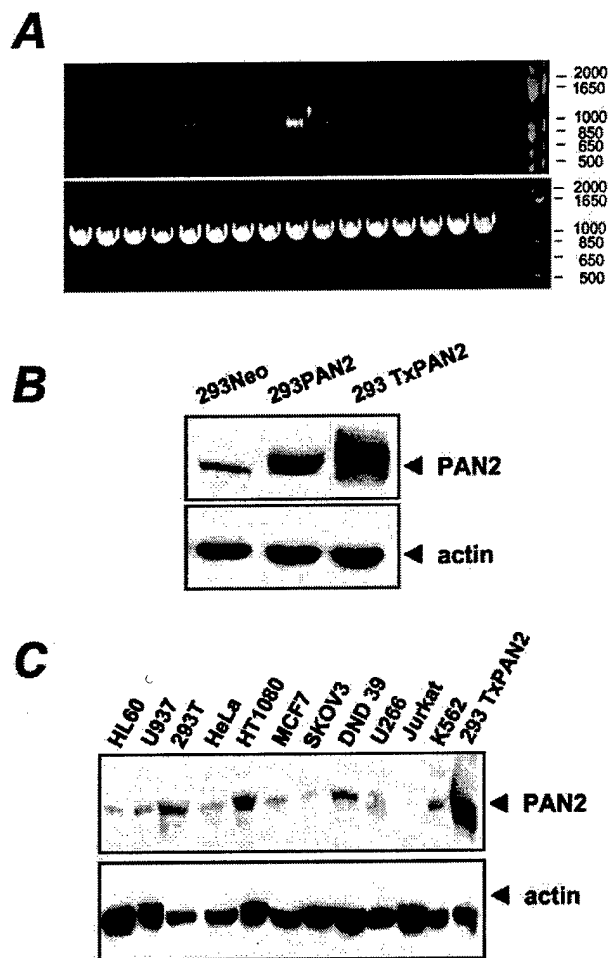 A
2000
1650
1000
850
650
500
2000
1650
1000
850
650
500
B
293Neo
293PAN2
293 TxPAN2
PAN2
actin
C
HL60
U937
293T
HeLa
HT1080
MCF7
SKOV3
DND 39
U266
Jurkat
K562
293 TxPAN2
PAN2
actin